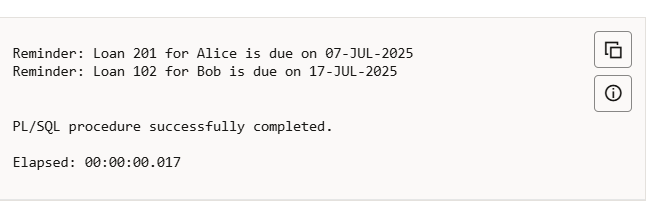 Reminder: Loan 201 for Alice is due on 07-JUL-2025
Reminder: Loan 102 for Bob is due on 17-JUL-2025
PL/SQL procedure successfully completed.
Elapsed: 00:00:00.017